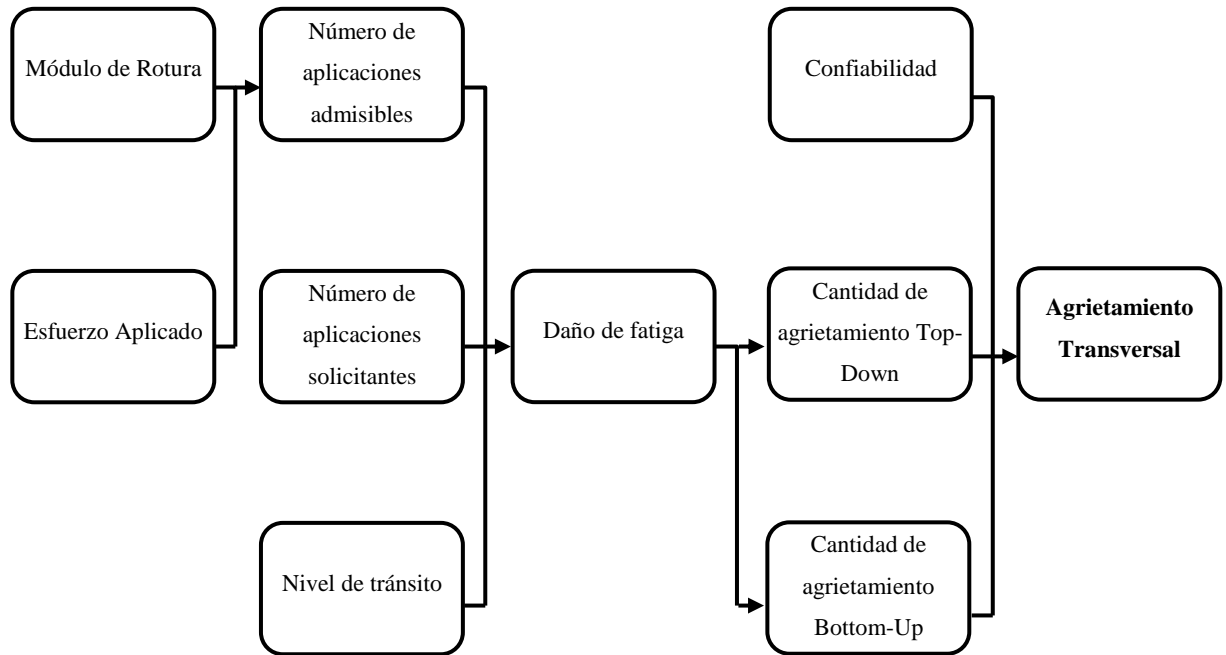 Módulo de Rotura
Número de
aplicaciones
admisibles
Confiabilidad
Esfuerzo Aplicado
Número de
aplicaciones
solicitantes
Daño de fatiga
Cantidad de
agrietamiento Top-
Down
Agrietamiento
Transversal
Nivel de tránsito
Cantidad de
agrietamiento
Bottom-Up